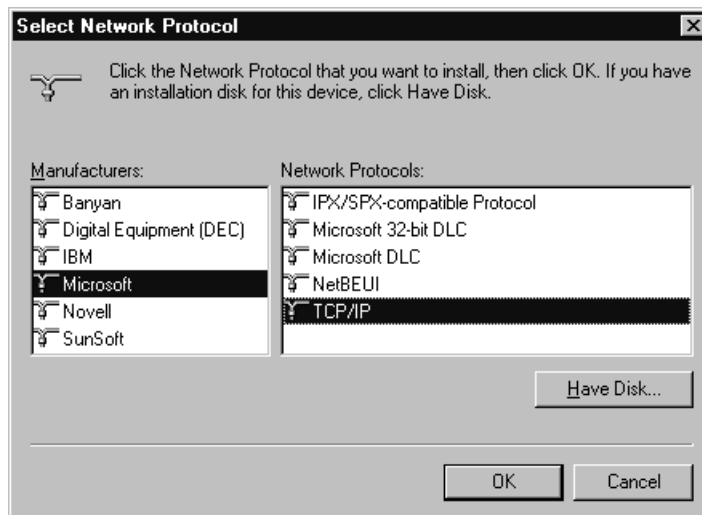 Select Network Protocol
Click the Network Protocol that you want to install, then click OK. If you have
an installation disk for this device, click Have Disk.
Manufacturers:
Banyan
Digital Equipment (DEC)
IBM
Microsoft
Novell
SunSoft
Network Protocols:
IPX/SPX-compatible Protocol
Microsoft 32-bit DLC
Microsoft DLC
NetBEUI
TCP/IP
Have Disk...
OK
Cancel